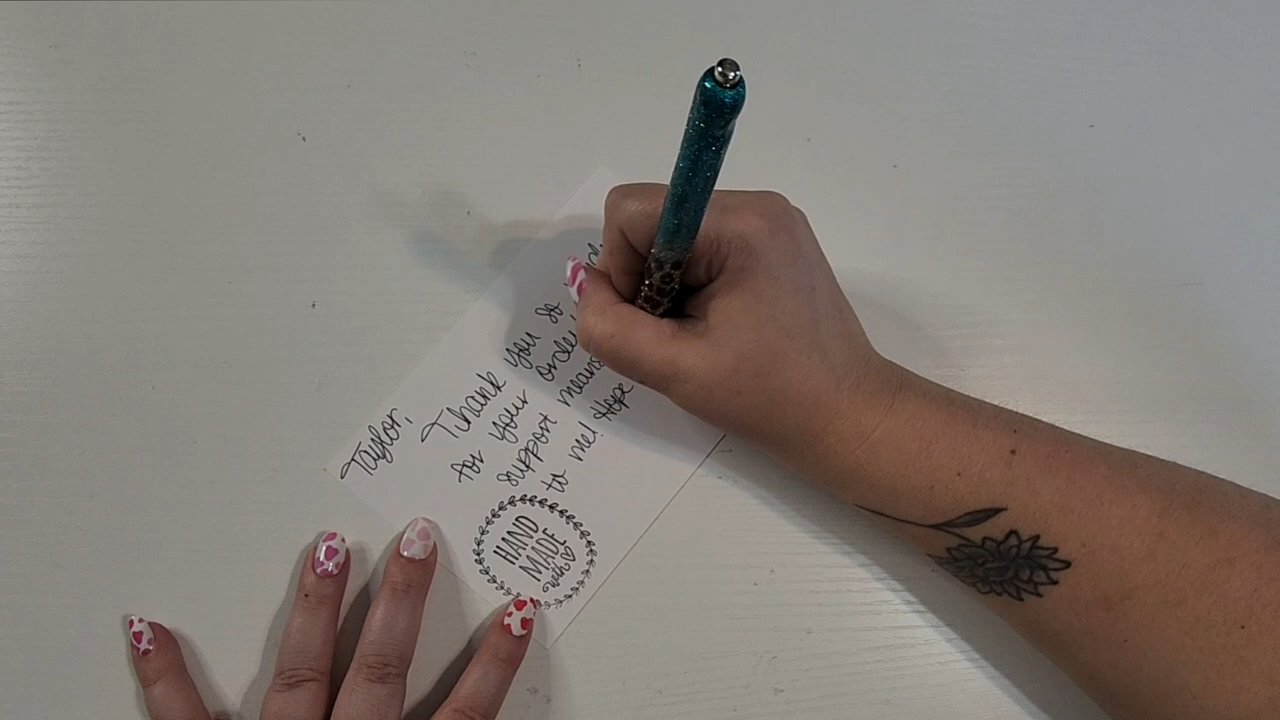 Taylor,
Thank you so
for your order!
support means
to me! Hope
HAND
MADE
with